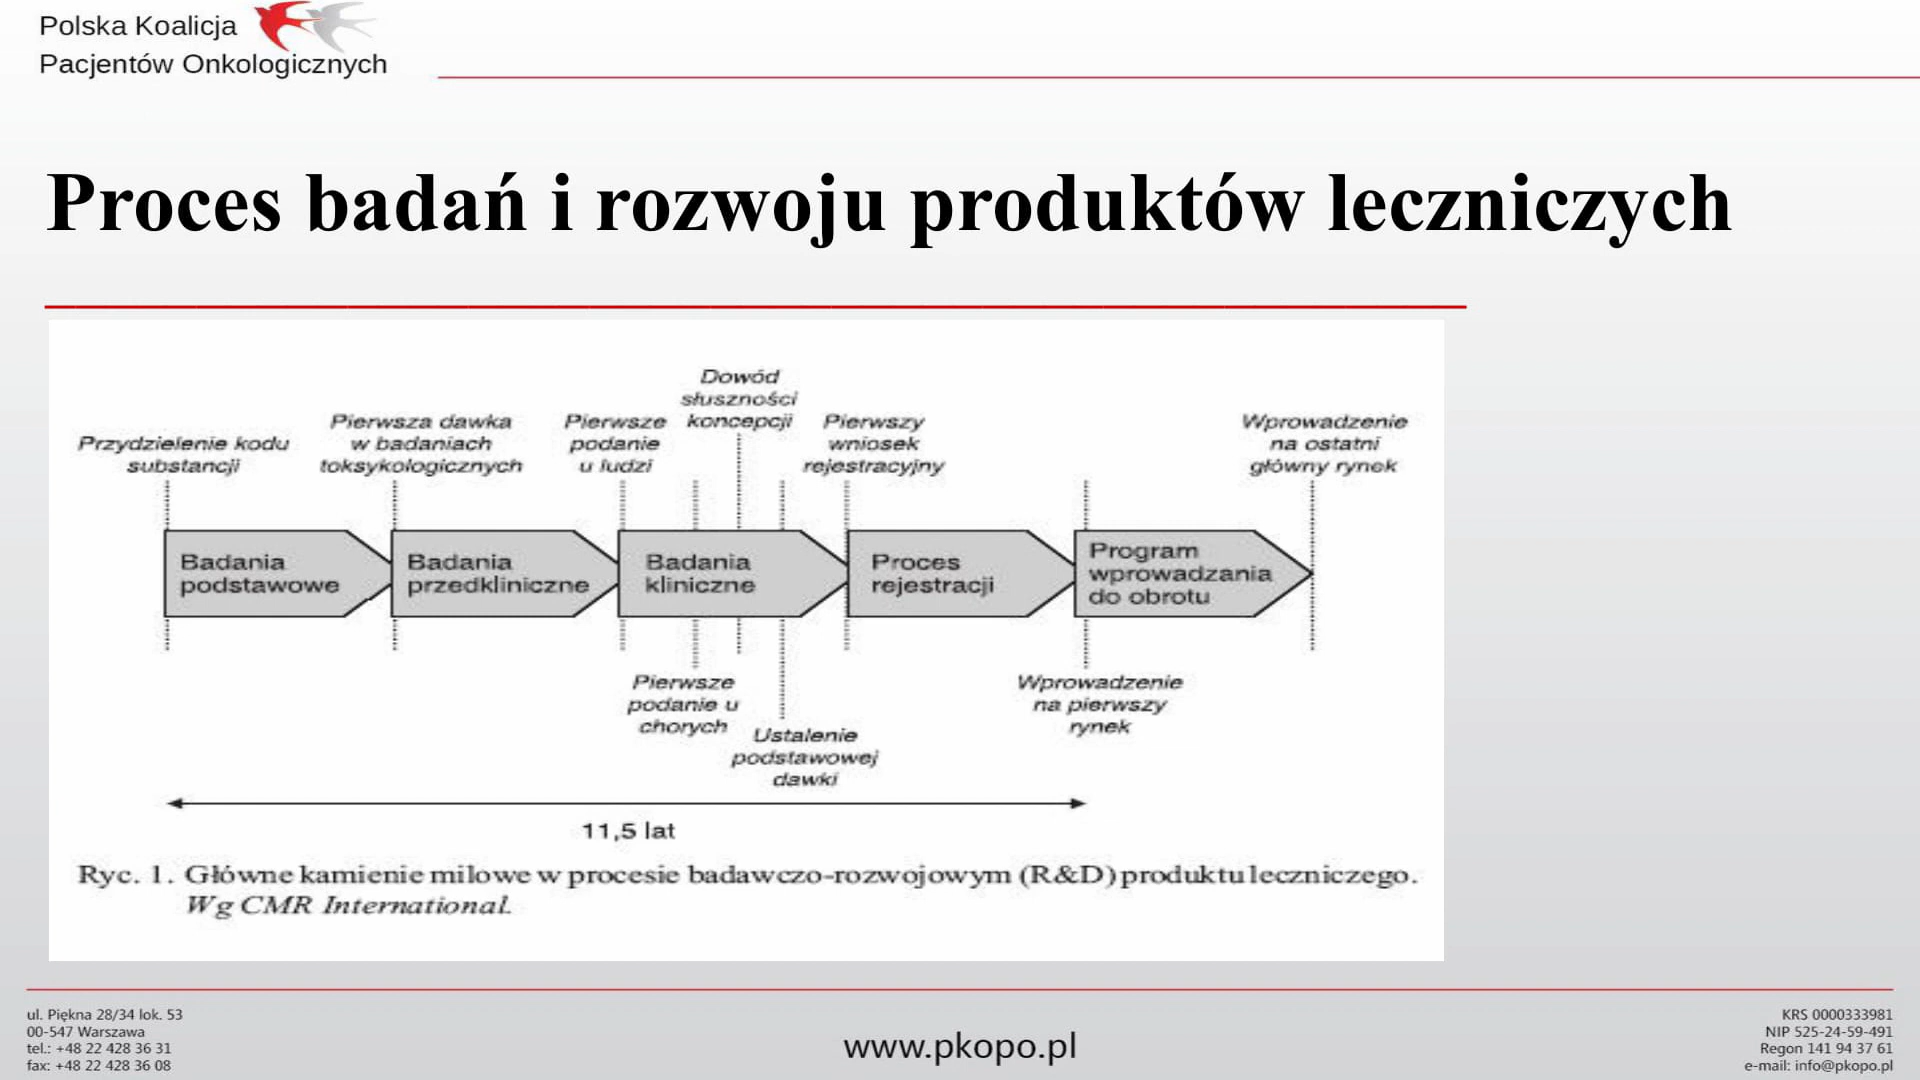 Polska Koalicja
Pacjentów Onkologicznych
Proces badań i rozwoju produktów leczniczych
Przydzielenie kodu
substancji
Pierwsza dawka
w badaniach
toksykologicznych
Pierwsze
podanie
u ludzi
Dowód
słuszności
koncepcji
Pierwszy
wniosek
rejestracyjny
Wprowadzenie
na ostatni
główny rynek
Badania
podstawowe
Badania
przedkliniczne
Badania
kliniczne
Proces
rejestracji
Program
wprowadzania
do obrotu
Pierwsze
podanie u
chorych
Ustalenie
podstawowej
dawki
Wprowadzenie
na pierwszy
rynek
11,5 lat
Ryc. 1. Główne kamienie milowe w procesie badawczo-rozwojowym (R&D) produktu leczniczego.
Wg CMR International.
ul. Piękna 28/34 lok. 53
00-547 Warszawa
tel.: +48 22 428 36 31
fax: +48 22 428 36 08
www.pkopo.pl
KRS 0000333981
NIP 525-24-59-491
Regon 141 94 37 61
e-mail: info@pkopo.pl